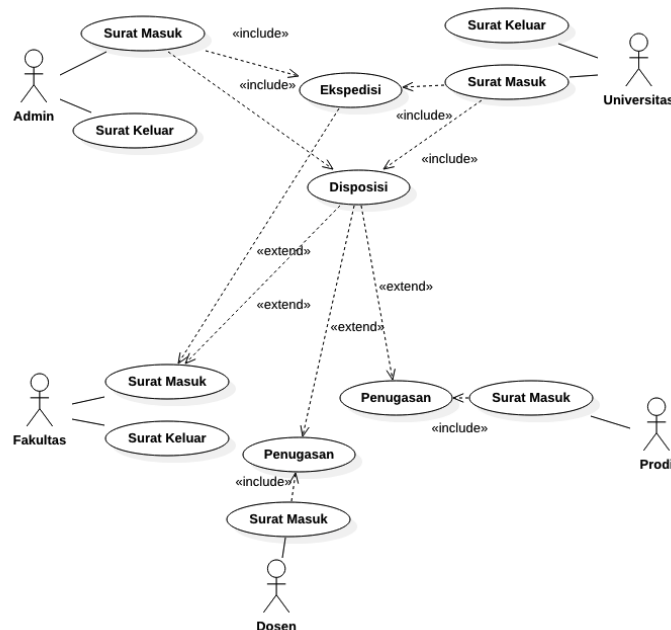 Surat Keluar
Surat Masuk
«include»
Admin
Surat Keluar
«include»
Ekspedisi
Surat Masuk
Universitas
«include»
«include»
Disposisi
«extend»
«extend»
«extend»
«extend»
Fakultas
Surat Masuk
Surat Keluar
Penugasan
Surat Masuk
«include»
Prodi
Penugasan
«include»
Surat Masuk
Dosen